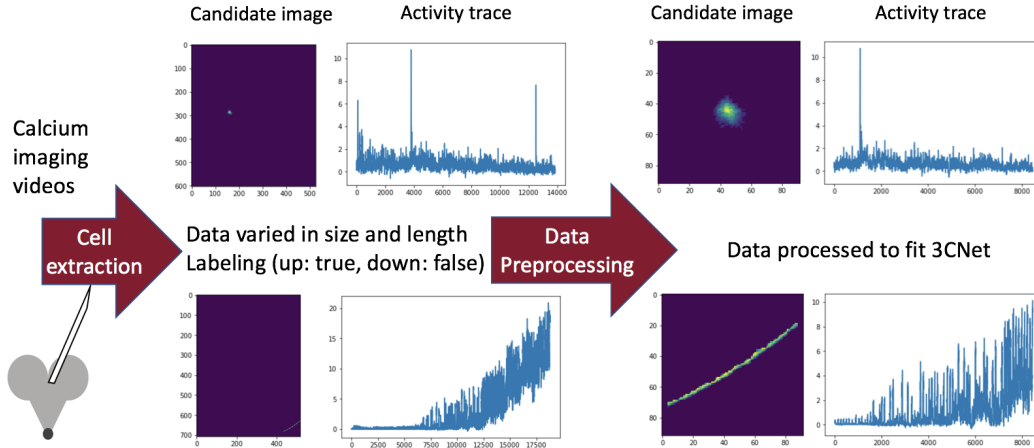 Candidate image
Activity trace
Candidate image
Activity trace
0
100
200
300
400
500
600
0 100 200 300 400 500
10
8
6
4
2
0
0 2000 4000 6000 8000 10000 12000 14000
0
20
40
60
80
0 20 40 60 80
10
8
6
4
2
0
0 2000 4000 6000 8000
Calcium
imaging
videos
Cell
extraction
Data varied in size and length
Labeling (up: true, down: false)
Data
Preprocessing
Data processed to fit 3CNet
0
100
200
300
400
500
600
700
0 200 400
20
15
10
5
0
0 2500 5000 7500 10000 12500 15000 17500
0
20
40
60
80
0 20 40 60 80
10
8
6
4
2
0
0 2000 4000 6000 8000